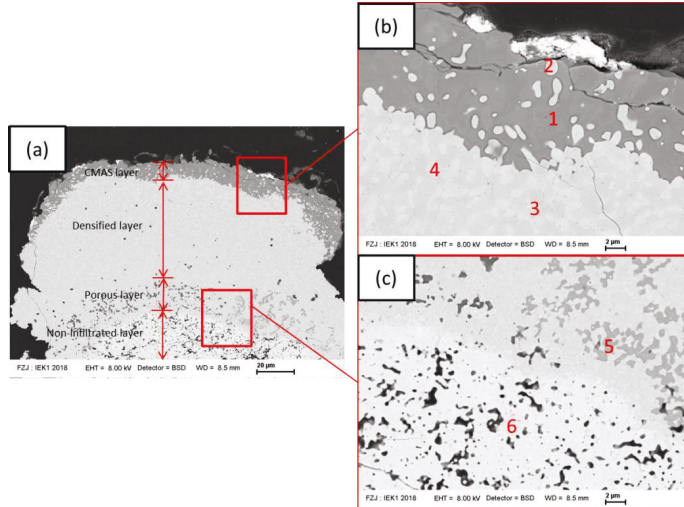 (a)
CMAS layer
Densified layer
Porous layer
Non-infiltrated layer
FZJ : IEK1 2018 EHT = 8.00 kV Detector = BSD WD = 8.5 mm 20 µm
(b)
2
1
4
3
FZJ : IEK1 2018 EHT = 8.00 kV Detector = BSD WD = 8.5 mm 2 µm
(c)
5
6
FZJ : IEK1 2018 EHT = 8.00 kV Detector = BSD WD = 8.5 mm 2 µm